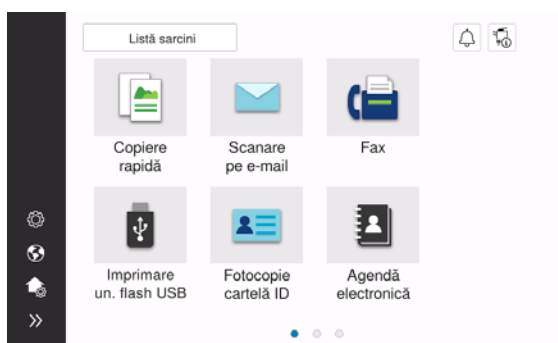 Listă sarcini
Copiere
rapidă
Scanare
pe e-mail
Fax
Imprimare
un. flash USB
Fotocopie
cartelă ID
Agendă
electronică